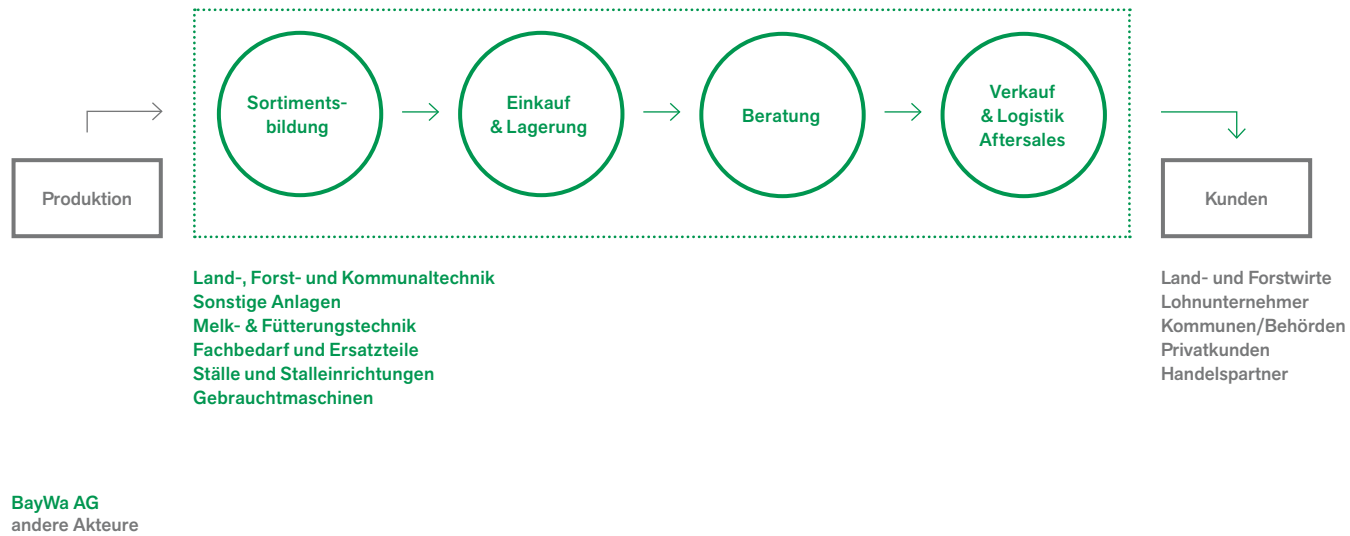 Sortiments-
bildung
Einkauf
& Lagerung
Beratung
Verkauf
& Logistik
Aftersales
Produktion
Kunden
Land-, Forst- und Kommunaltechnik
Sonstige Anlagen
Melk- & Fütterungstechnik
Fachbedarf und Ersatzteile
Ställe und Stalleinrichtungen
Gebrauchtmaschinen
Land- und Forstwirte
Lohnunternehmer
Kommunen/Behörden
Privatkunden
Handelspartner
BayWa AG
andere Akteure